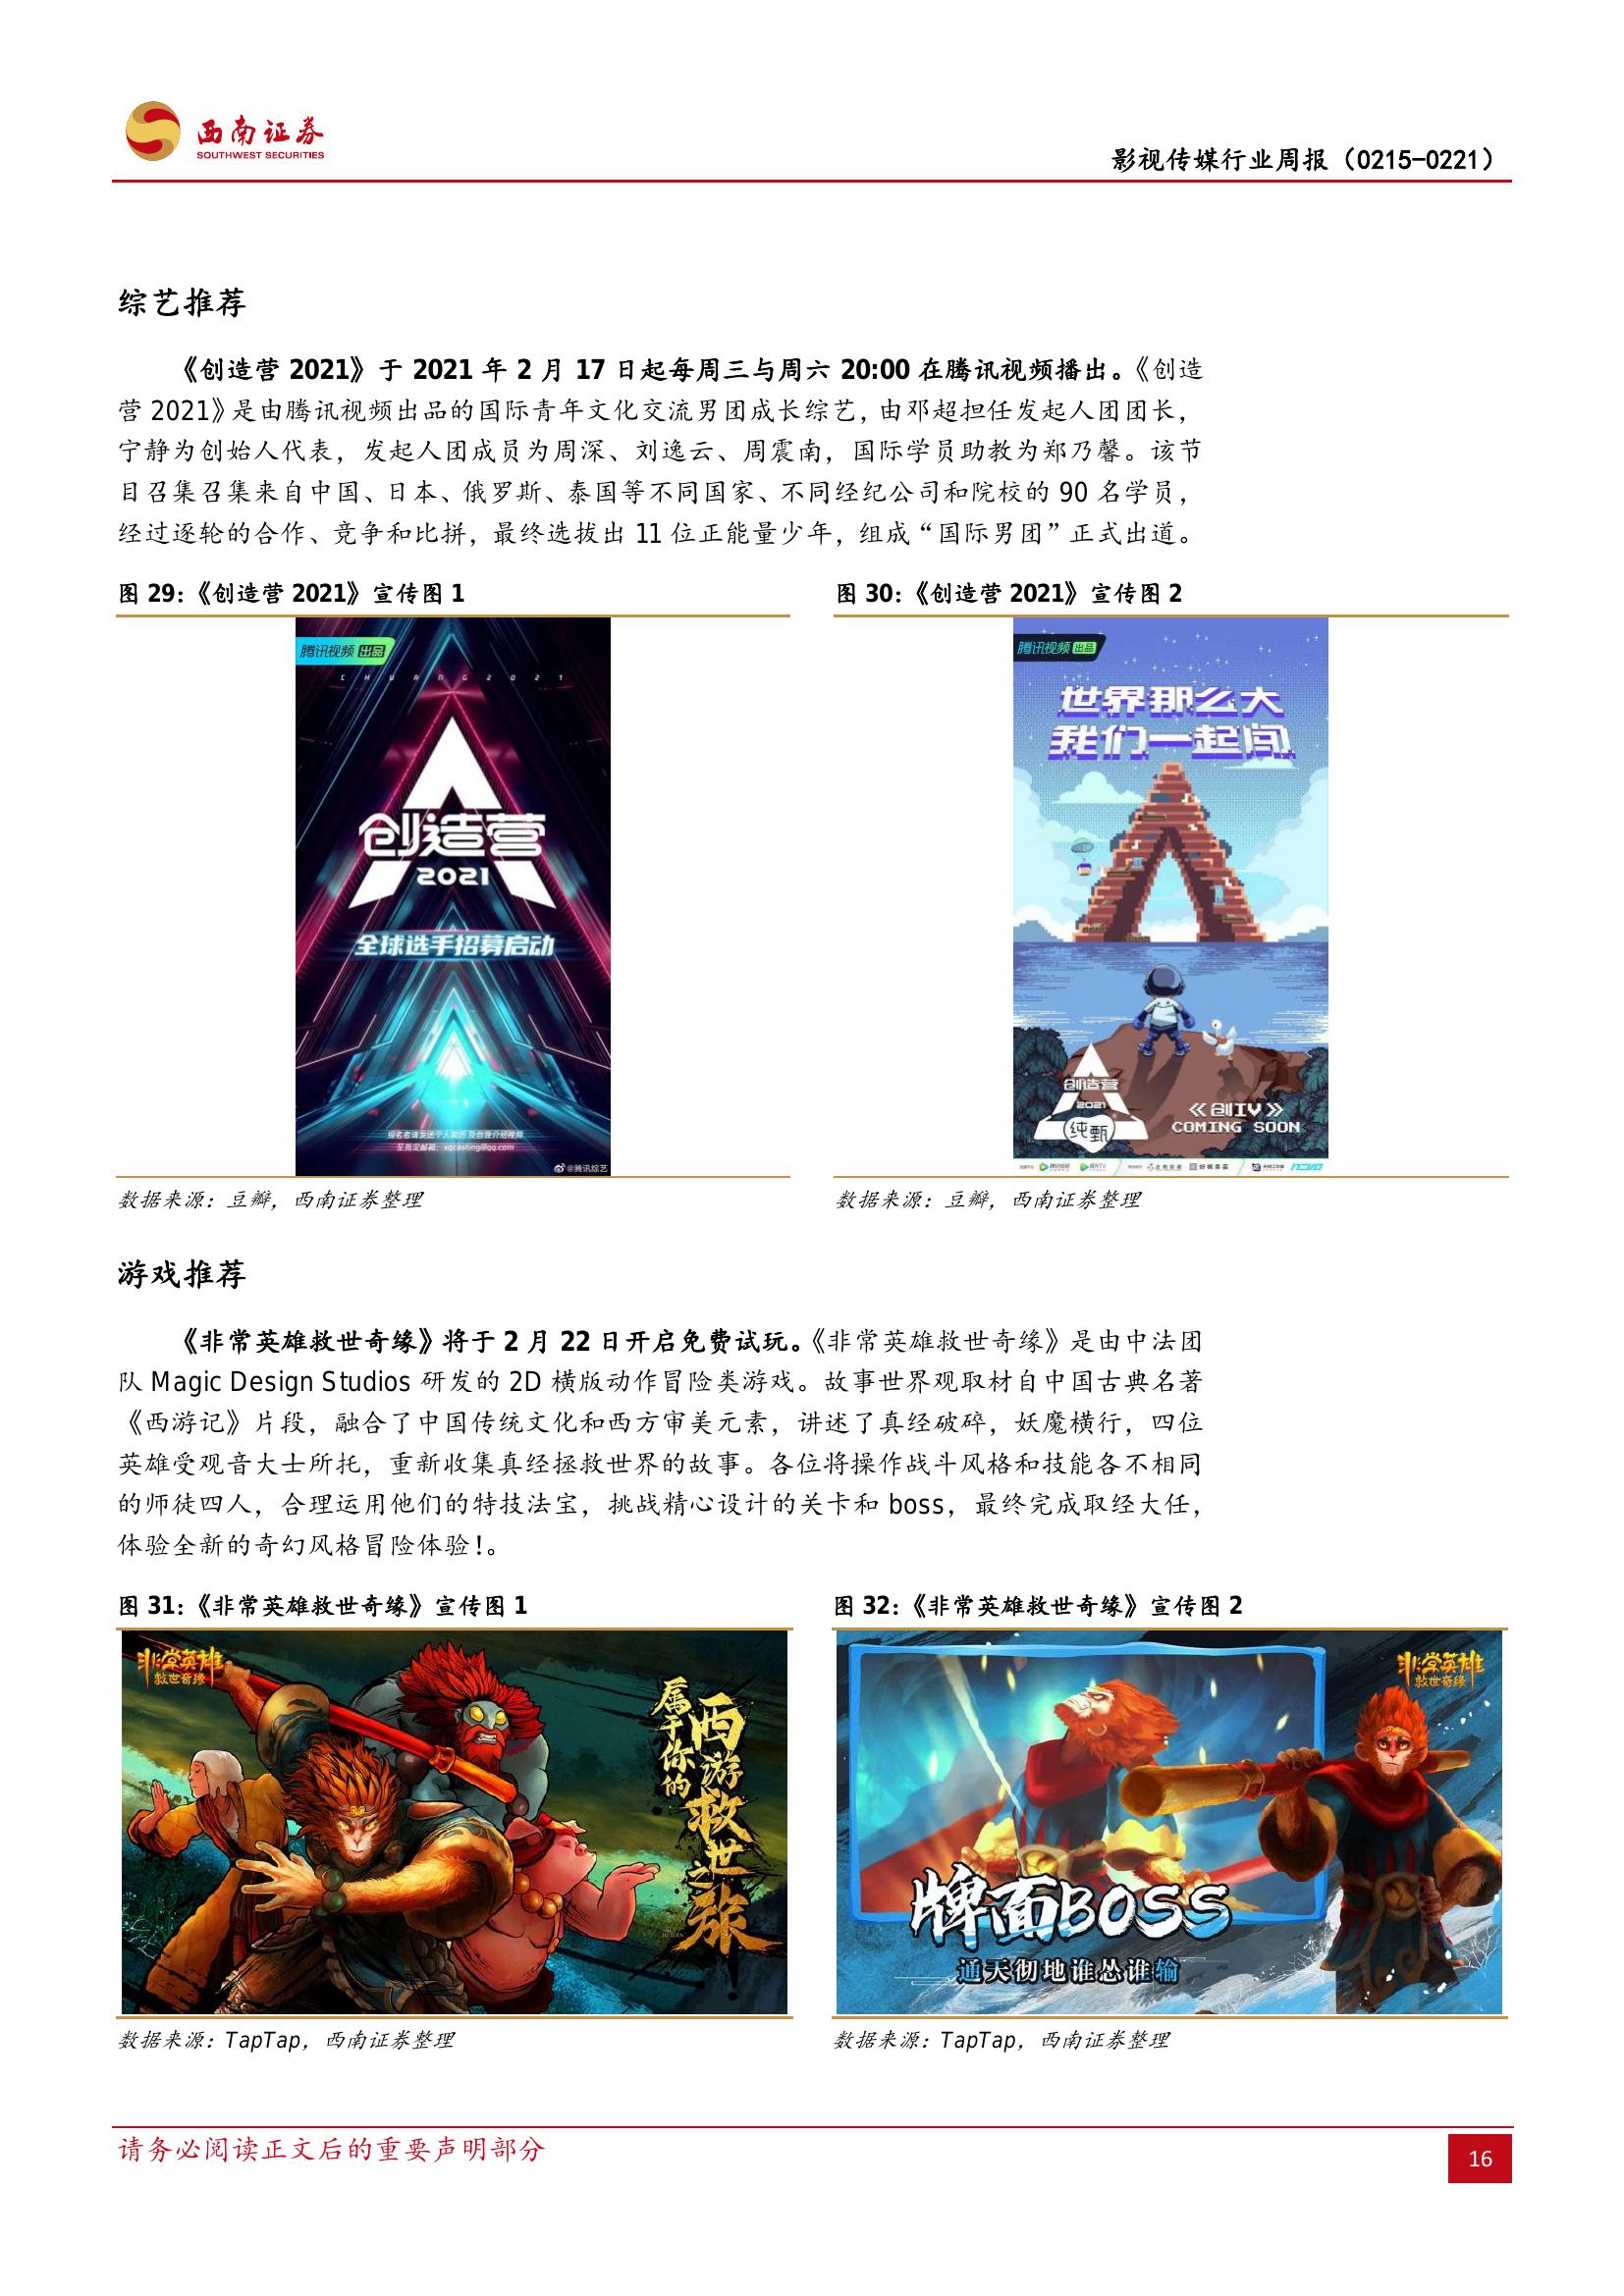 西南证券
SOUTHWEST SECURITIES
影视传媒行业周报（0215-0221）
综艺推荐
《创造营 2021》于 2021 年 2 月 17 日起每周三与周六 20:00 在腾讯视频播出。《创造
营 2021》是由腾讯视频出品的国际青年文化交流男团成长综艺，由邓超担任发起人团团长，
宁静为创始人代表，发起人团成员为周深、刘逸云、周震南，国际学员助教为郑乃馨。该节
目召集召集来自中国、日本、俄罗斯、泰国等不同国家、不同经纪公司和院校的 90 名学员，
经过逐轮的合作、竞争和比拼，最终选拔出 11 位正能量少年，组成“国际男团”正式出道。
图 29：《创造营 2021》宣传图 1
腾讯视频 出品
CHUANG2021
创造营
2021
全球选手招募启动
@腾讯综艺
数据来源：豆瓣，西南证券整理
图 30：《创造营 2021》宣传图 2
腾讯视频 出品
世界那么大
我们一起闯
创造营
2021
纯甄
《创IV》
COMING SOON
数据来源：豆瓣，西南证券整理
游戏推荐
《非常英雄救世奇缘》将于 2 月 22 日开启免费试玩。《非常英雄救世奇缘》是由中法团
队 Magic Design Studios 研发的 2D 横版动作冒险类游戏。故事世界观取材自中国古典名著
《西游记》片段，融合了中国传统文化和西方审美元素，讲述了真经破碎，妖魔横行，四位
英雄受观音大士所托，重新收集真经拯救世界的故事。各位将操作战斗风格和技能各不相同
的师徒四人，合理运用他们的特技法宝，挑战精心设计的关卡和 boss，最终完成取经大任，
体验全新的奇幻风格冒险体验！。
图 31：《非常英雄救世奇缘》宣传图 1
非常英雄
救世奇缘
属于你的
西游救世之旅
数据来源：TapTap，西南证券整理
图 32：《非常英雄救世奇缘》宣传图 2
非常英雄
救世奇缘
牌面BOSS
通天彻地谁怂谁输
数据来源：TapTap，西南证券整理
请务必阅读正文后的重要声明部分
16